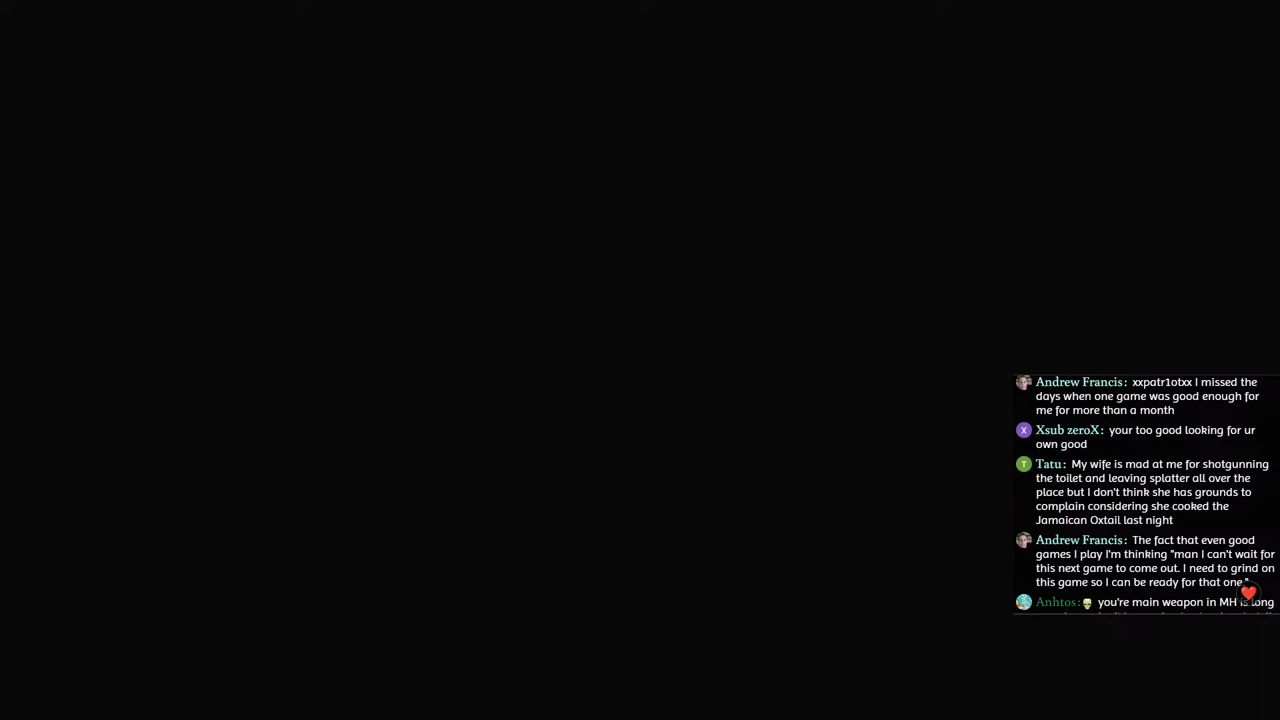 Andrew Francis: xxpatr1otxx I missed the
days when one game was good enough for
me for more than a month
X Xsub zeroX: your too good looking for ur
own good
T Tatu: My wife is mad at me for shotgunning
the toilet and leaving splatter all over the
place but I don't think she has grounds to
complain considering she cooked the
Jamaican Oxtail last night
Andrew Francis: The fact that even good
games I play I'm thinking "man I can't wait for
this next game to come out. I need to grind on
this game so I can be ready for that one."
Anhtos: you're main weapon in MH is long